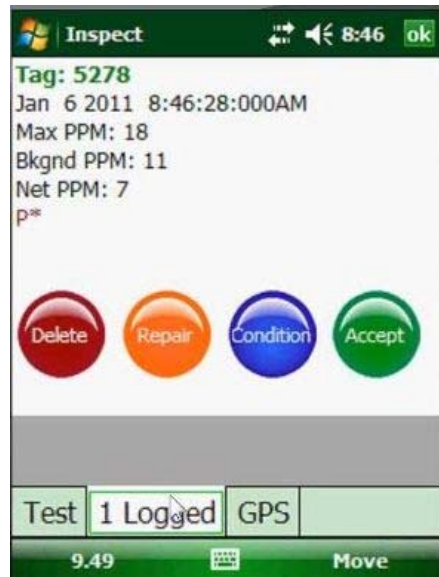 Inspect 8:46 ok
Tag: 5278
Jan 6 2011 8:46:28:000AM
Max PPM: 18
Bkgnd PPM: 11
Net PPM: 7
P*
Delete Repair Condition Accept
Test 1 Logged GPS
9.49 Move